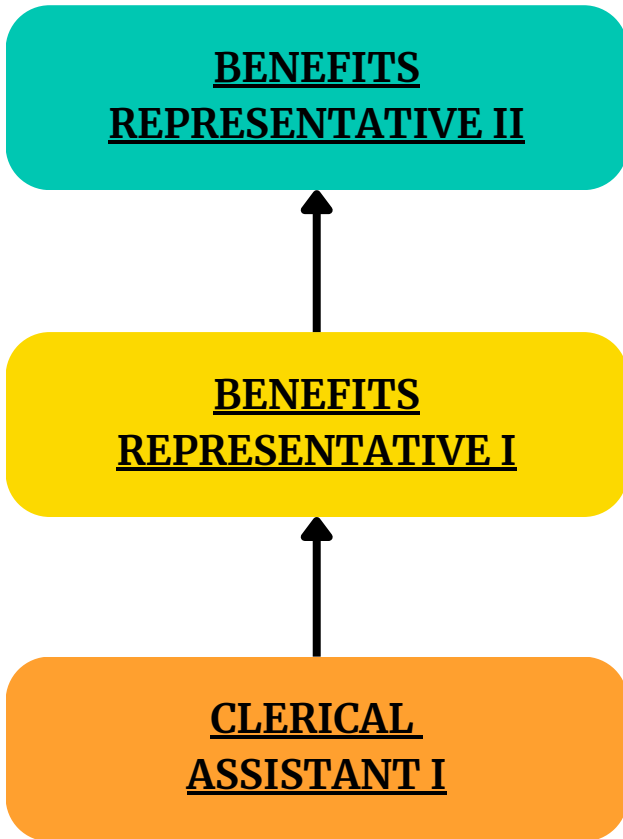 BENEFITS
REPRESENTATIVE II
BENEFITS
REPRESENTATIVE I
CLERICAL
ASSISTANT I